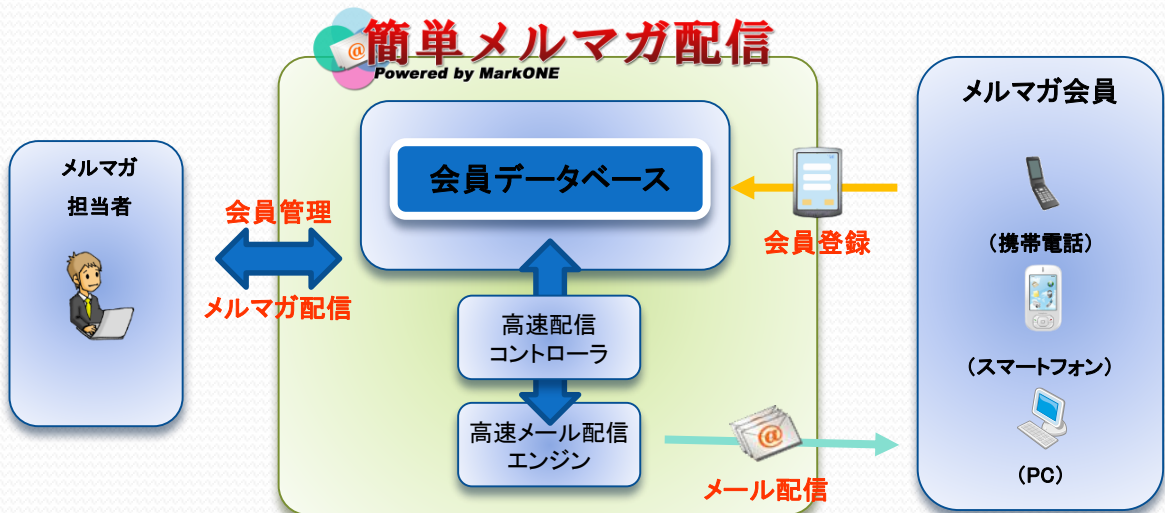 簡単メルマガ配信
Powered by MarkONE
メルマガ
担当者
会員管理
メルマガ配信
会員データベース
高速配信
コントローラ
高速メール配信
エンジン
会員登録
メール配信
メルマガ会員
（携帯電話）
（スマートフォン）
（PC）